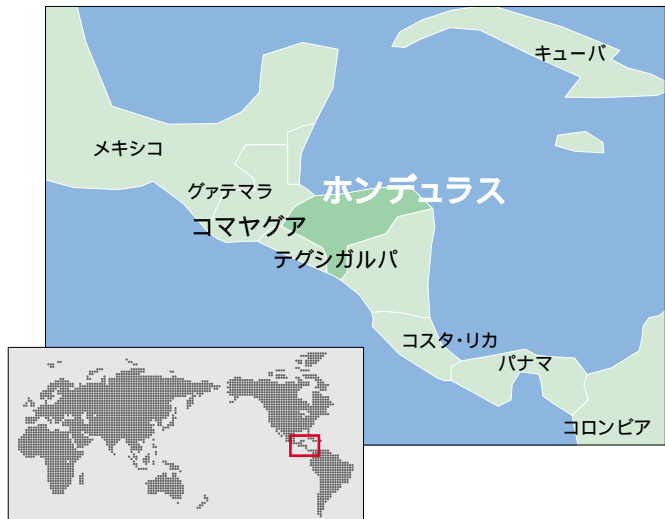 キューバ
メキシコ
グァテマラ
ホンデュラス
コマヤグア
テグシガルパ
コスタ・リカ
パナマ
コロンビア